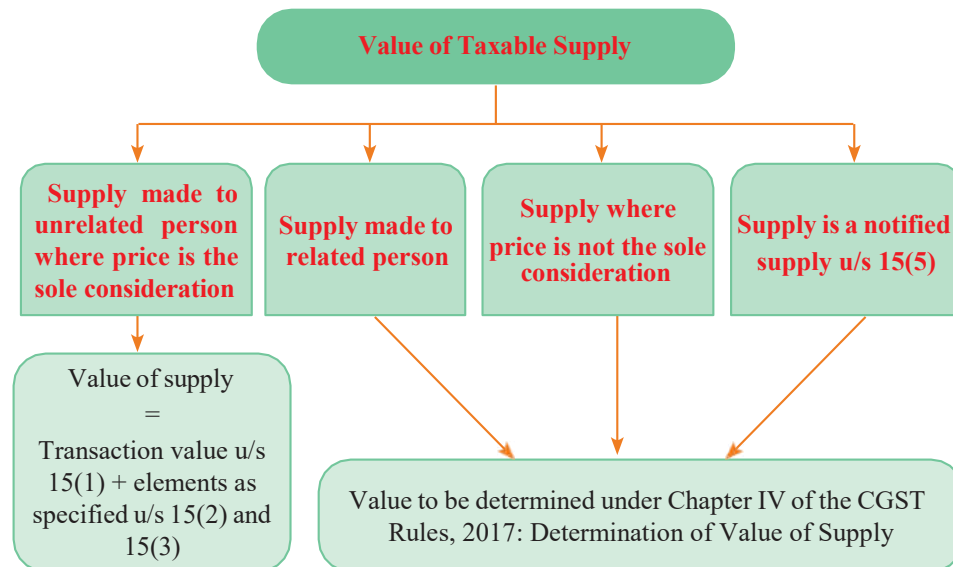 Value of Taxable Supply
Supply made to
unrelated person
where price is the
sole consideration
Supply made to
related person
Supply where
price is not the sole
consideration
Supply is a notified
supply u/s 15(5)
Value of supply
=
Transaction value u/s
15(1) + elements as
specified u/s 15(2) and
15(3)
Value to be determined under Chapter IV of the CGST
Rules, 2017: Determination of Value of Supply